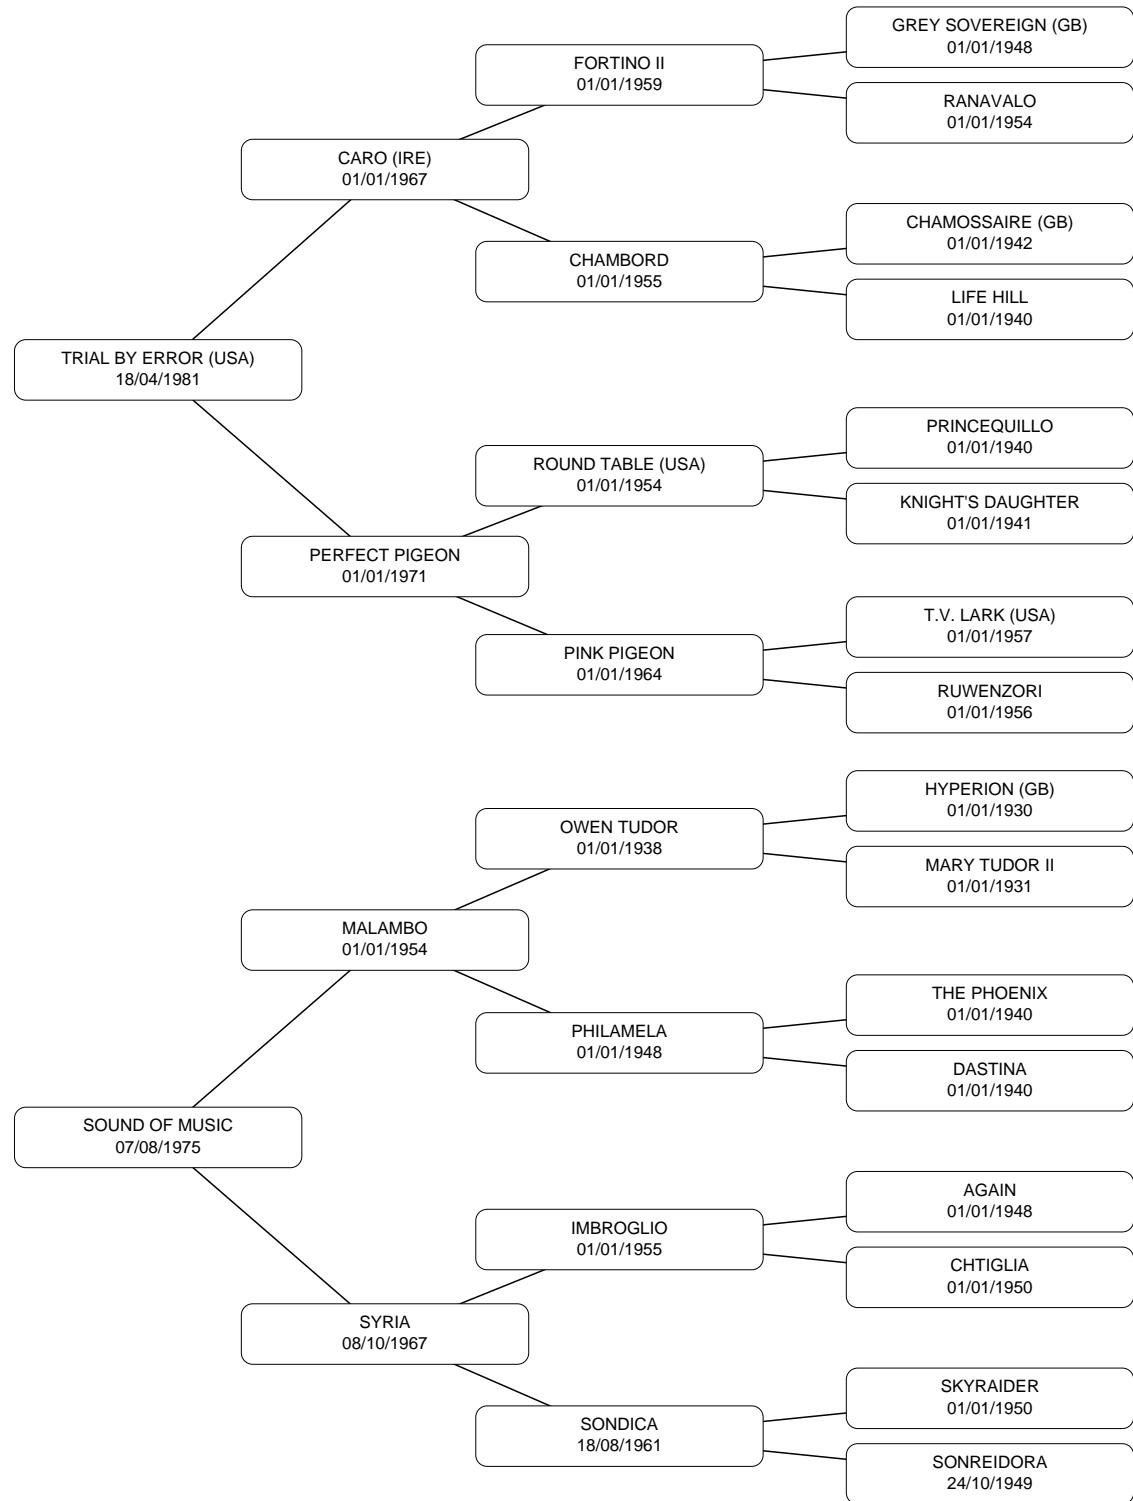 GREY SOVEREIGN (GB)
01/01/1948
FORTINO II
01/01/1959
RANAVALO
01/01/1954
CARO (IRE)
01/01/1967
CHAMOSSAIRE (GB)
01/01/1942
CHAMBORD
01/01/1955
LIFE HILL
01/01/1940
TRIAL BY ERROR (USA)
18/04/1981
PRINCEQUILLO
01/01/1940
ROUND TABLE (USA)
01/01/1954
KNIGHT'S DAUGHTER
01/01/1941
PERFECT PIGEON
01/01/1971
T.V. LARK (USA)
01/01/1957
PINK PIGEON
01/01/1964
RUWENZORI
01/01/1956
HYPERION (GB)
01/01/1930
OWEN TUDOR
01/01/1938
MARY TUDOR II
01/01/1931
MALAMBO
01/01/1954
THE PHOENIX
01/01/1940
PHILAMELA
01/01/1948
DASTINA
01/01/1940
SOUND OF MUSIC
07/08/1975
AGAIN
01/01/1948
IMBROGLIO
01/01/1955
CHTIGLIA
01/01/1950
SYRIA
08/10/1967
SKYRAIDER
01/01/1950
SONDICA
18/08/1961
SONREIDORA
24/10/1949